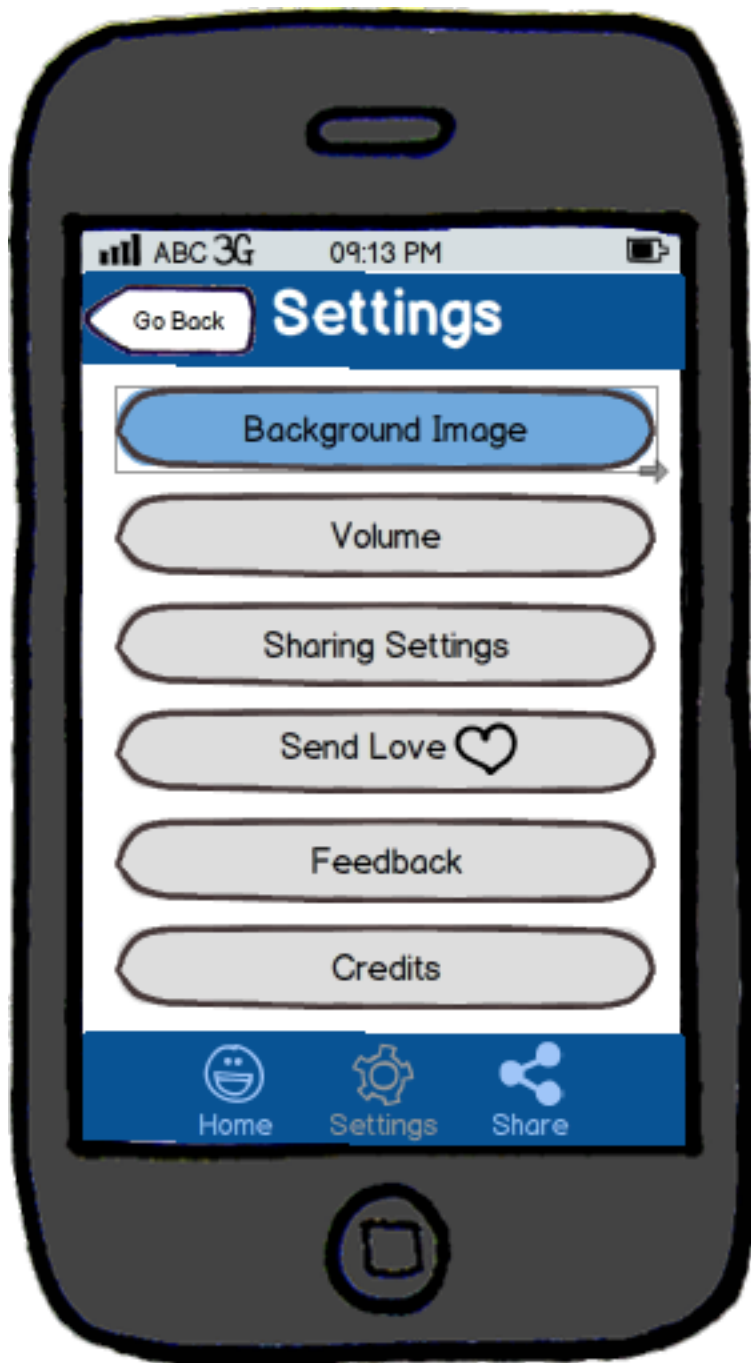 ABC 3G 09:13 PM
Go Back Settings
Background Image
Volume
Sharing Settings
Send Love
Feedback
Credits
Home Settings Share